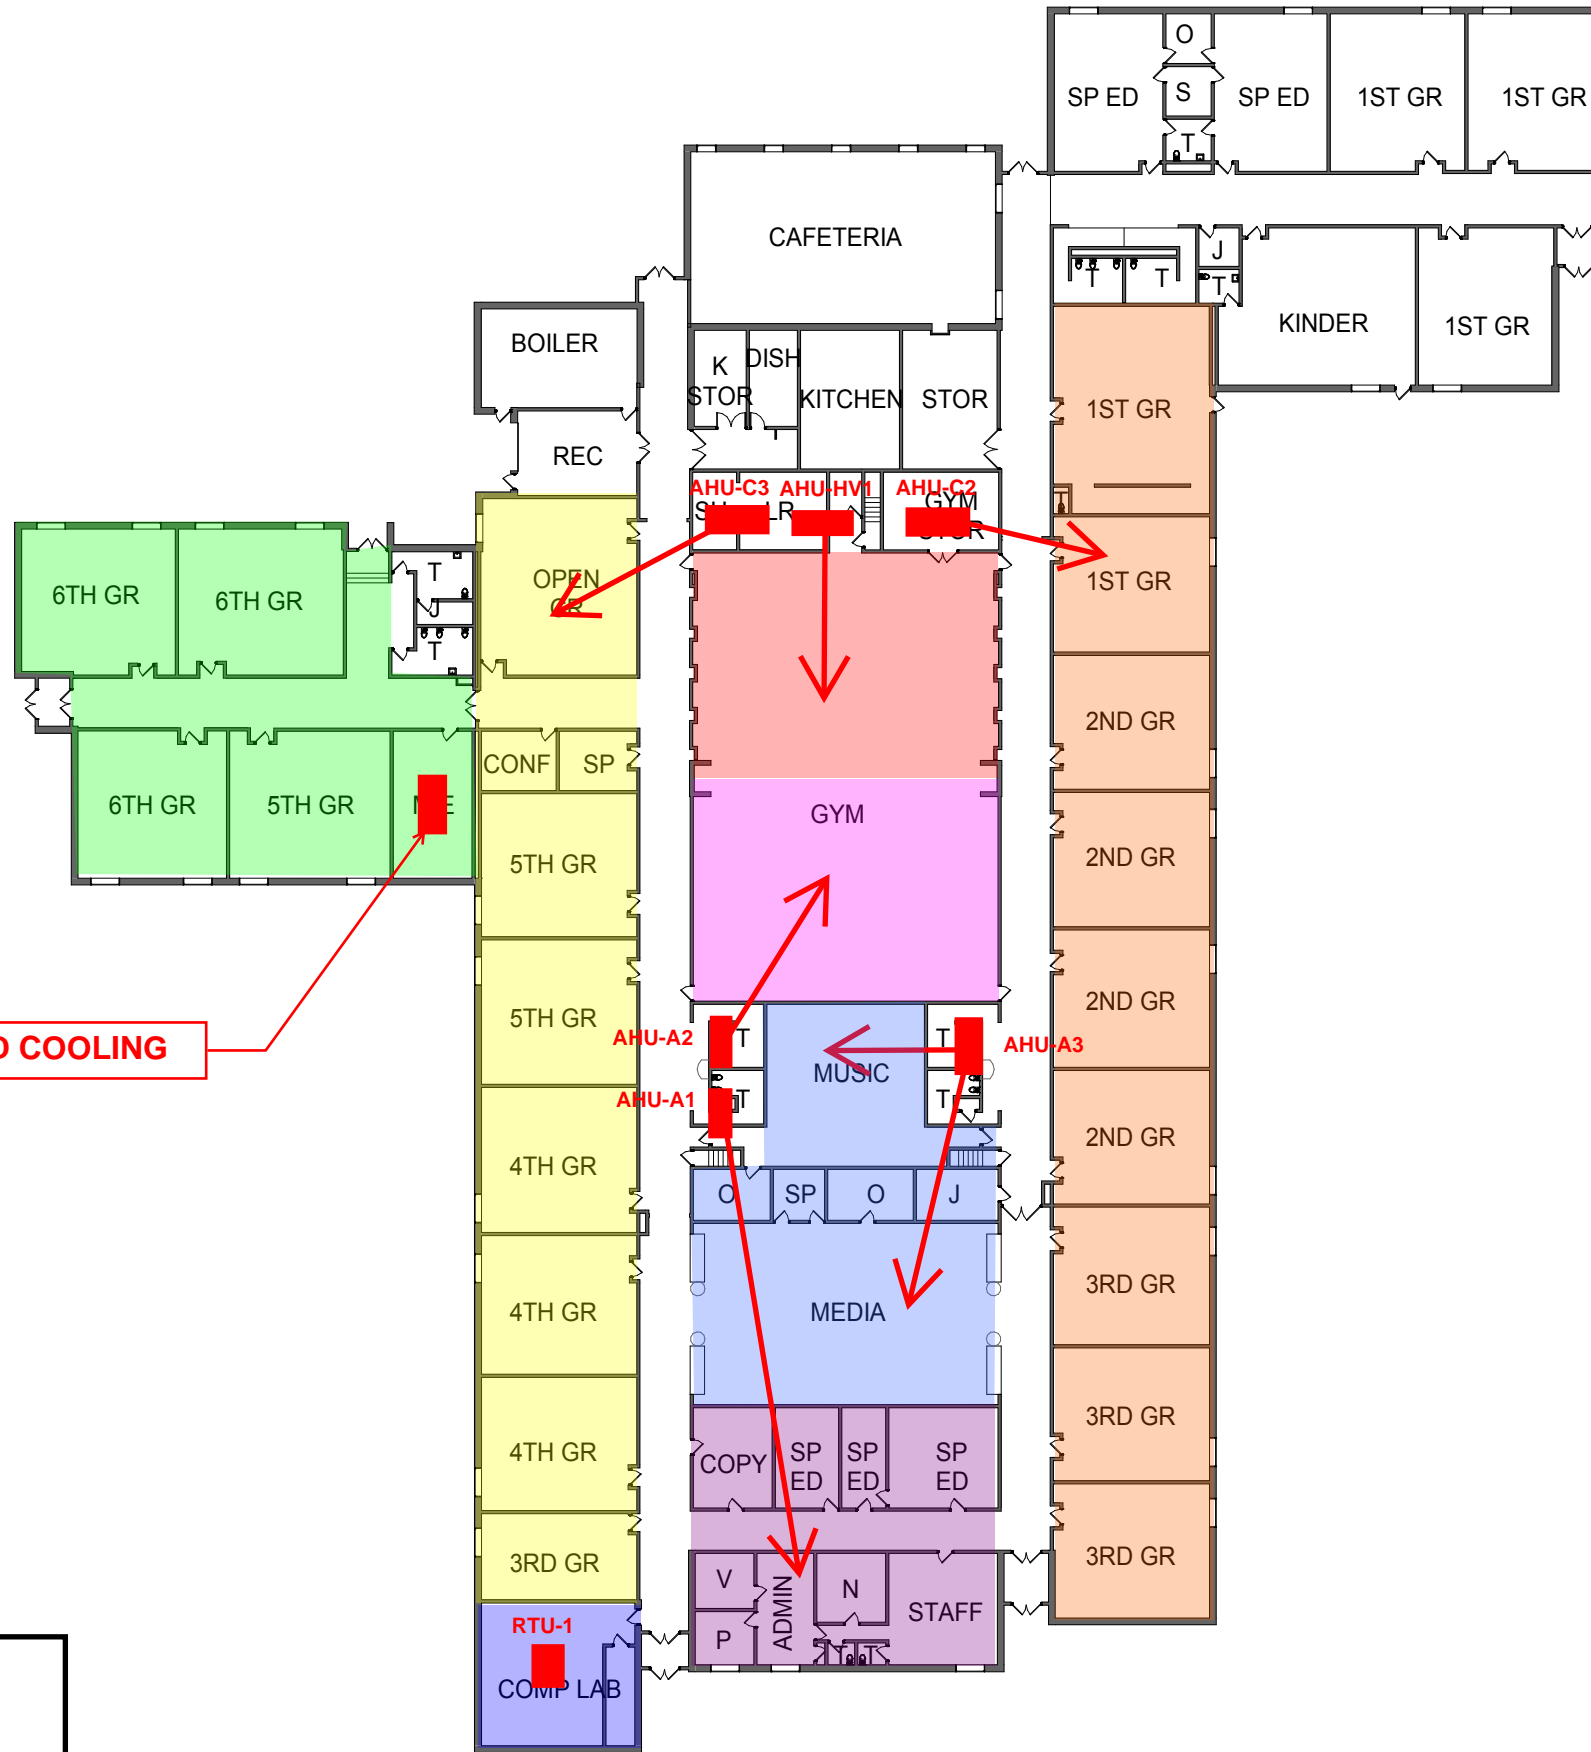 O
SP ED
S
SP ED
1ST GR
1ST GR
T
CAFETERIA
J
T
T
T
KINDER
1ST GR
BOILER
K
STOR
DISH
KITCHEN
STOR
REC
1ST GR
AHU-C3
AHU-HV1
AHU-C2
GYM
STOR
LR
T
6TH GR
6TH GR
T
J
T
OPEN
GR
1ST GR
2ND GR
CONF
SP
6TH GR
5TH GR
GYM
5TH GR
2ND GR
5TH GR
2ND GR
D COOLING
AHU-A2
T
T
AHU-A3
MUSIC
AHU-A1
T
T
2ND GR
4TH GR
O
SP
O
J
4TH GR
MEDIA
3RD GR
4TH GR
COPY
SP
ED
SP
ED
SP
ED
3RD GR
3RD GR
V
ADMIN
N
STAFF
3RD GR
P
T
T
RTU-1
COMP LAB